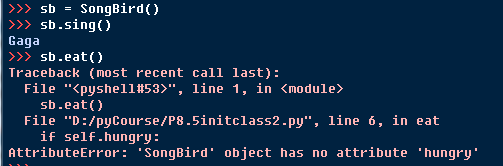 >>> sb = SongBird()
>>> sb.sing()
Gaga
>>> sb.eat()
Traceback (most recent call last):
  File "<pyshell#53>", line 1, in <module>
    sb.eat()
  File "D:/pyCourse/P8.5initclass2.py", line 6, in eat
    if self.hungry:
AttributeError: 'SongBird' object has no attribute 'hungry'
>>>